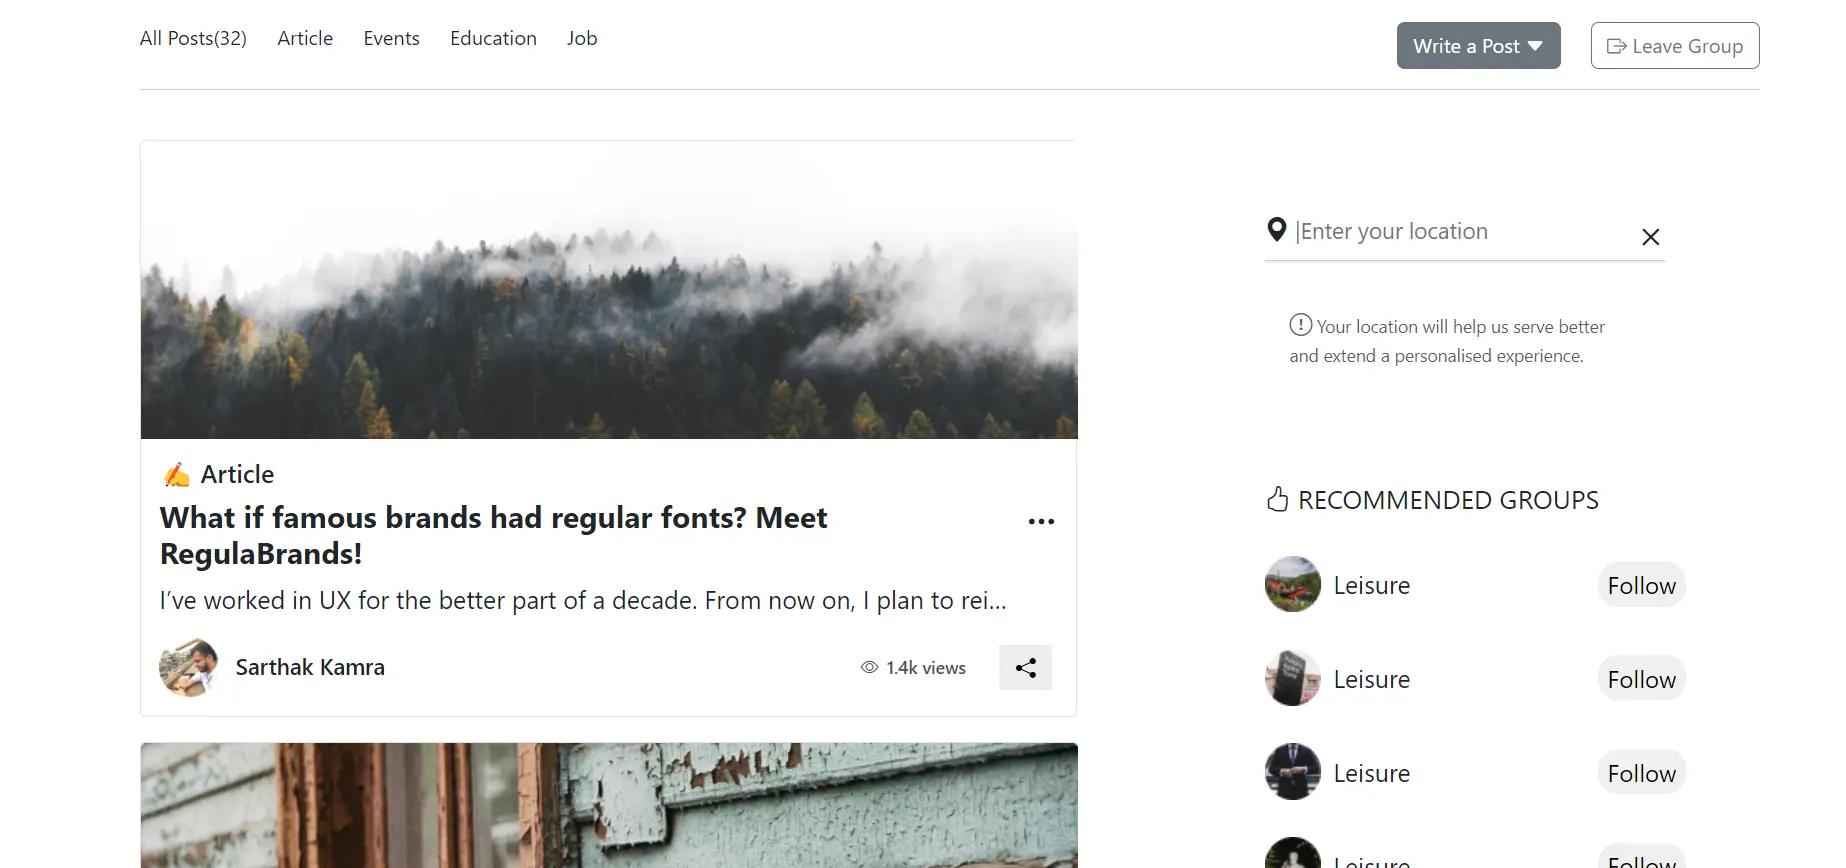 All Posts(32) Article Events Education Job
Write a Post Leave Group
Enter your location
Your location will help us serve better
and extend a personalised experience.
✍️ Article
What if famous brands had regular fonts? Meet
RegulaBrands!
I’ve worked in UX for the better part of a decade. From now on, I plan to rei...
Sarthak Kamra 1.4k views
RECOMMENDED GROUPS
Leisure Follow
Leisure Follow
Leisure Follow
Leisure Follow